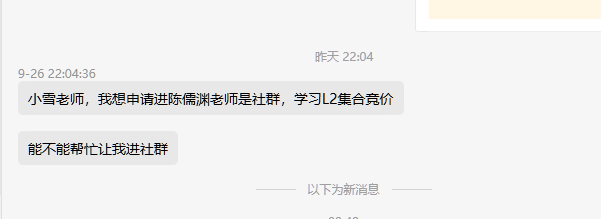 昨天 22:04
9-26 22:04:36
小雪老师，我想申请进陈儒渊老师是社群，学习L2集合竞价
能不能帮忙让我进社群
以下为新消息